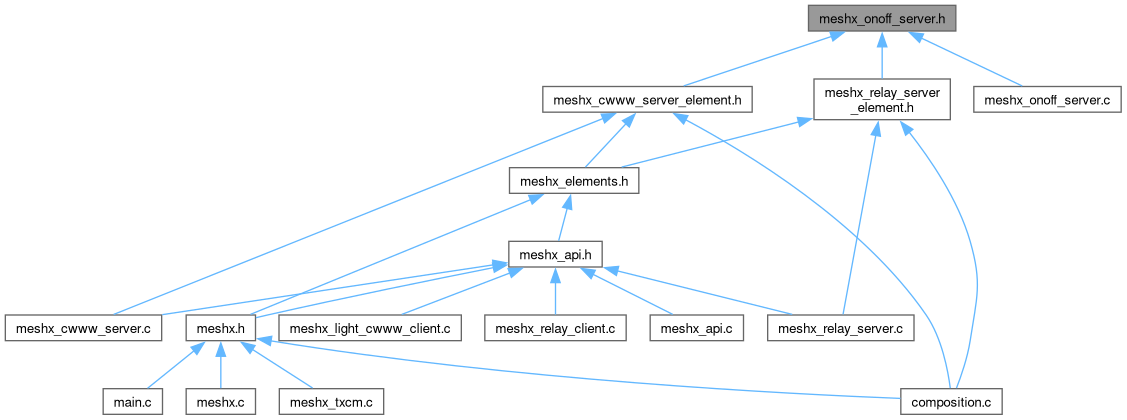 meshx_onoff_server.h
meshx_cwww_server_element.h
meshx_relay_server
_element.h
meshx_onoff_server.c
meshx_elements.h
meshx_api.h
meshx_cwww_server.c
meshx.h
meshx_light_cwww_client.c
meshx_relay_client.c
meshx_api.c
meshx_relay_server.c
main.c
meshx.c
meshx_txcm.c
composition.c